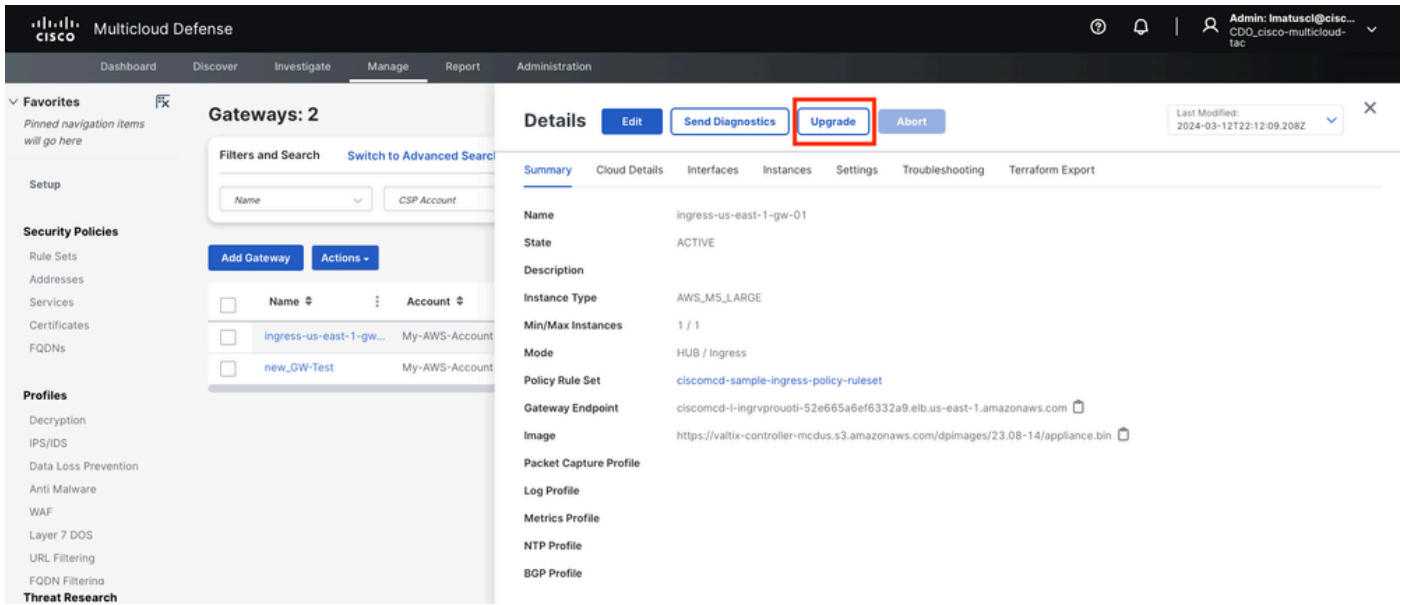 CISCO
Multicloud Defense
Admin: lmatuscl@cisc...
CDO_cisco-multicloud-
tac
Dashboard
Discover
Investigate
Manage
Report
Administration
Favorites
Pinned navigation items
will go here
Setup
Security Policies
Rule Sets
Addresses
Services
Certificates
FQDNs
Profiles
Decryption
IPS/IDS
Data Loss Prevention
Anti Malware
WAF
Layer 7 DOS
URL Filtering
FQDN Filtering
Threat Research
Gateways: 2
Filters and Search
Switch to Advanced Searc
Name
CSP Account
Add Gateway
Actions
Name
Account
ingress-us-east-1-gw...
My-AWS-Account
new_GW-Test
My-AWS-Account
Details
Edit
Send Diagnostics
Upgrade
Abort
Last Modified:
2024-03-12T22:12:09.208Z
Summary
Cloud Details
Interfaces
Instances
Settings
Troubleshooting
Terraform Export
Name ingress-us-east-1-gw-01
State ACTIVE
Description
Instance Type AWS_M5_LARGE
Min/Max Instances 1 / 1
Mode HUB / Ingress
Policy Rule Set ciscomcd-sample-ingress-policy-ruleset
Gateway Endpoint ciscomcd-l-ingrvprouoti-52e665a6ef6332a9.elb.us-east-1.amazonaws.com
Image https://valtix-controller-mcdus.s3.amazonaws.com/dpimages/23.08-14/appliance.bin
Packet Capture Profile
Log Profile
Metrics Profile
NTP Profile
BGP Profile